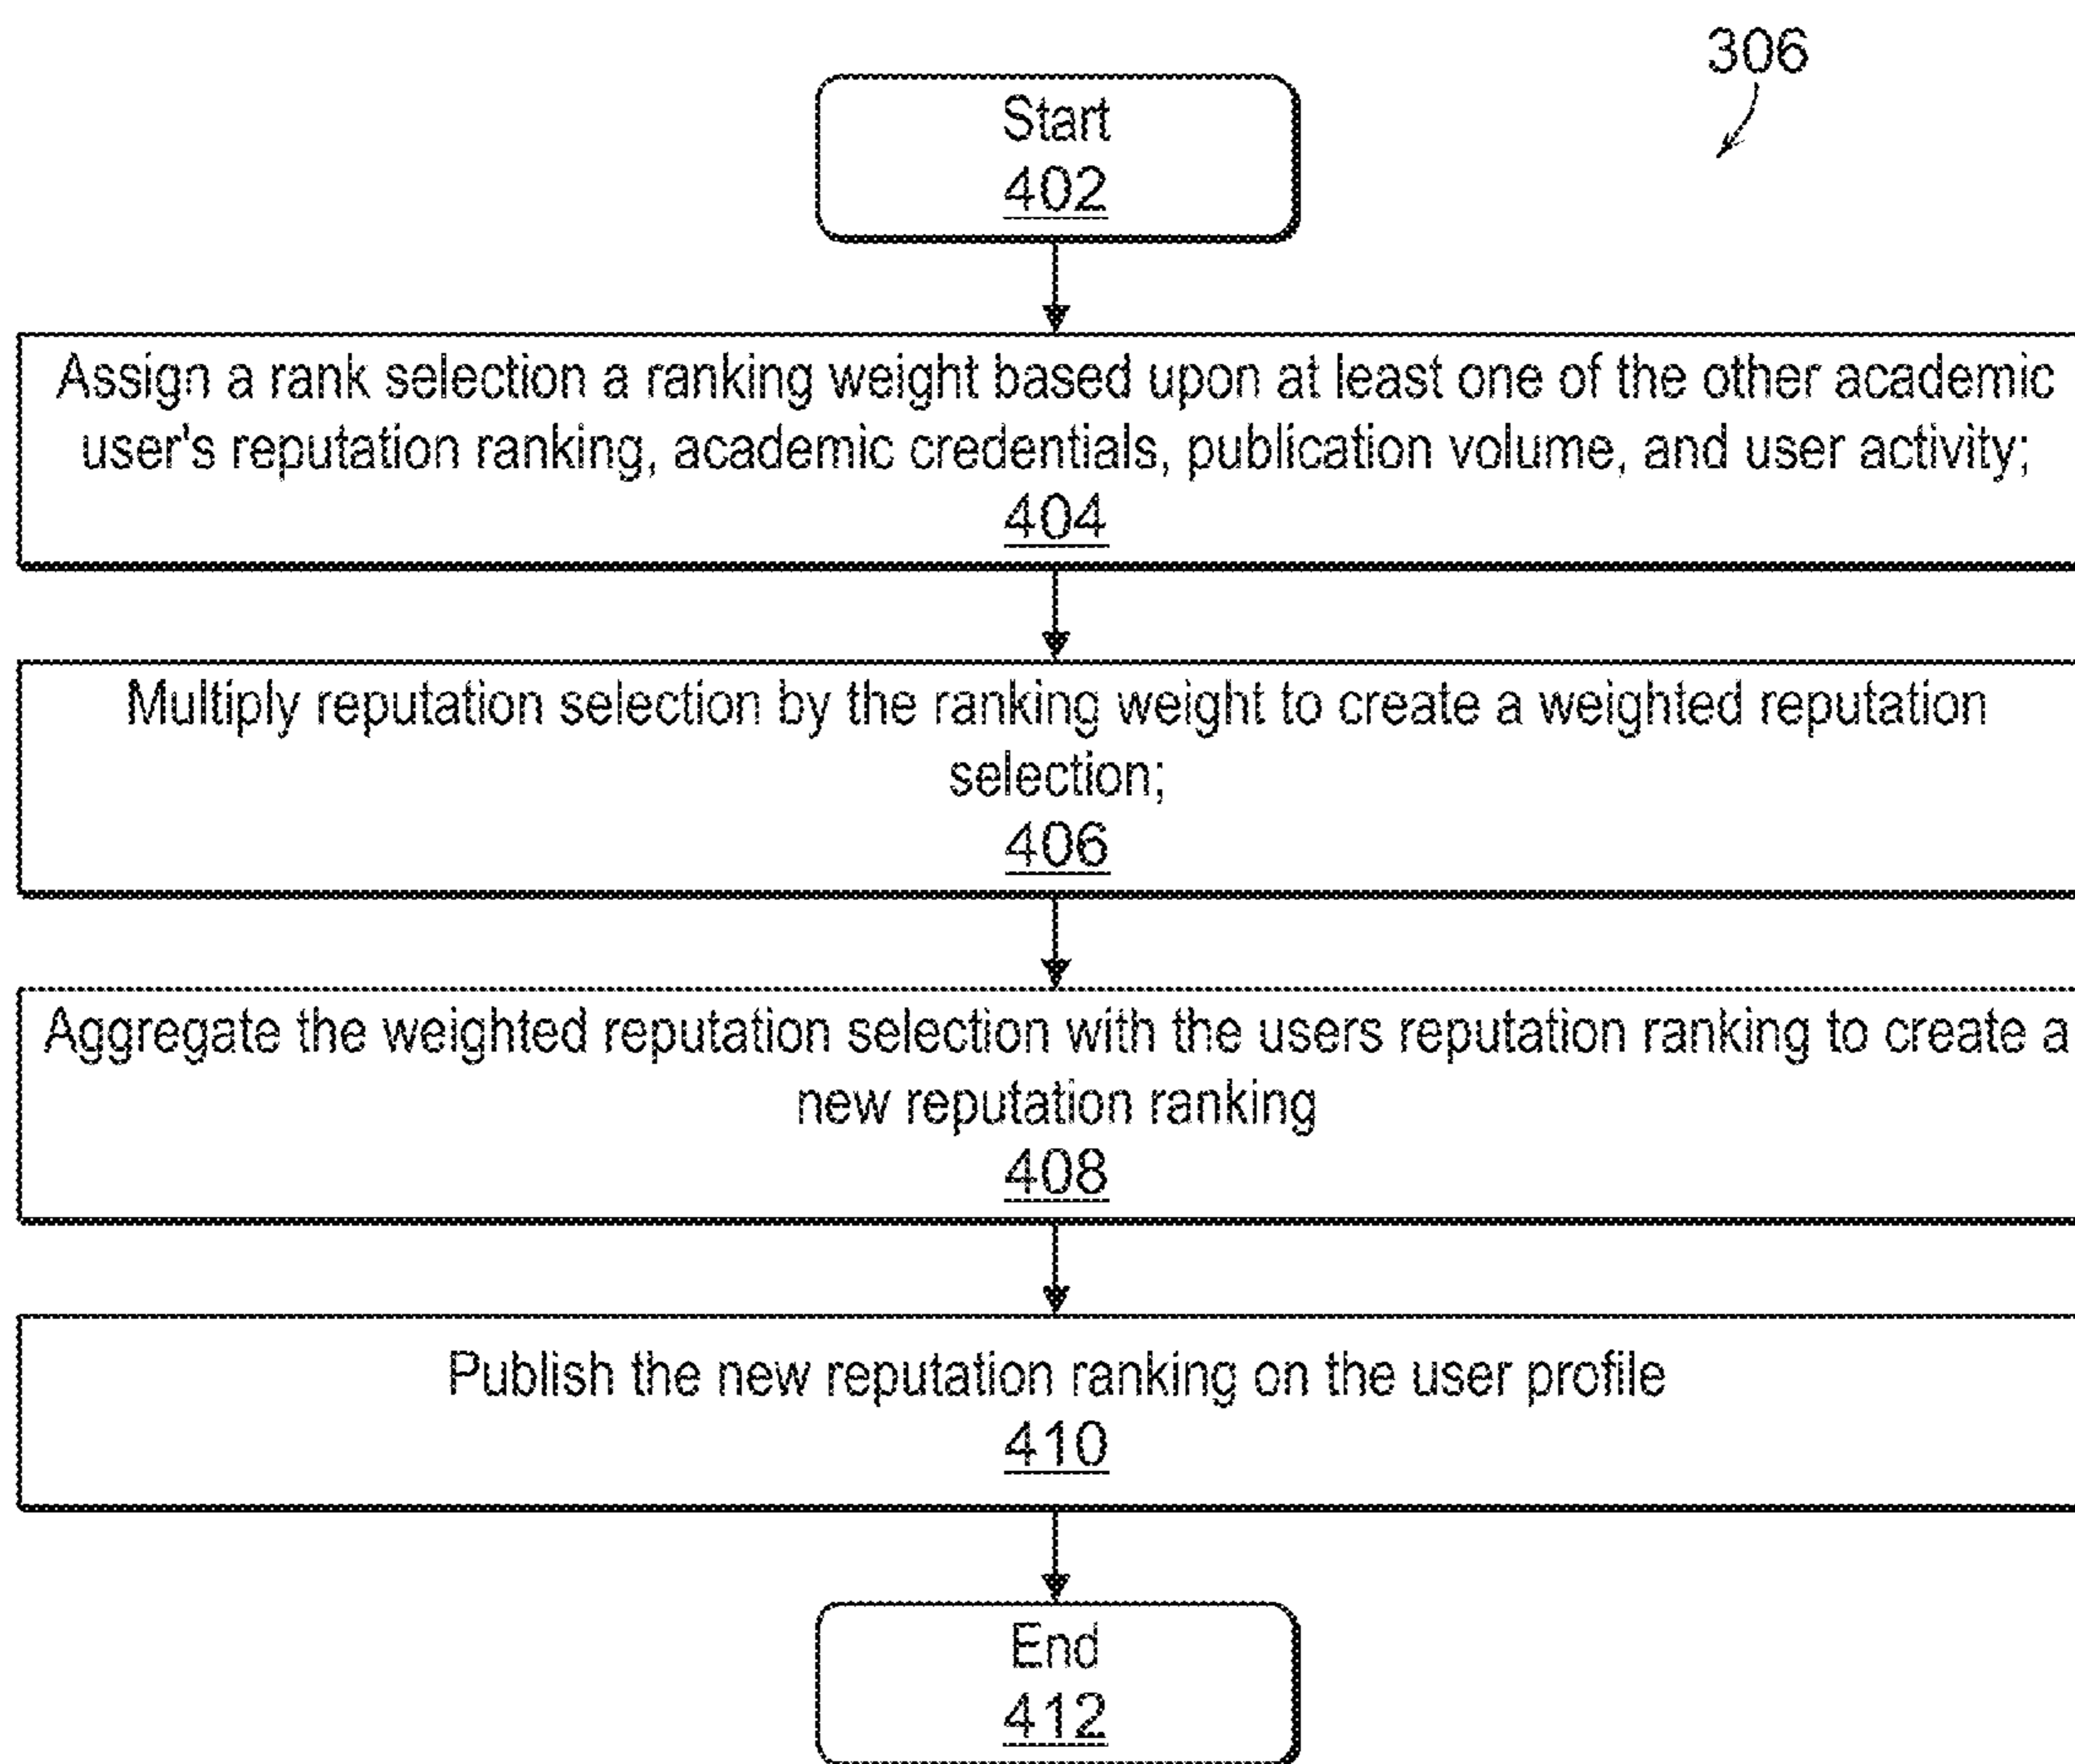 306
Start
402
Assign a rank selection a ranking weight based upon at least one of the other academic
user's reputation ranking, academic credentials, publication volume, and user activity;
404
Multiply reputation selection by the ranking weight to create a weighted reputation
selection;
406
Aggregate the weighted reputation selection with the users reputation ranking to create a
new reputation ranking
408
Publish the new reputation ranking on the user profile
410
End
412